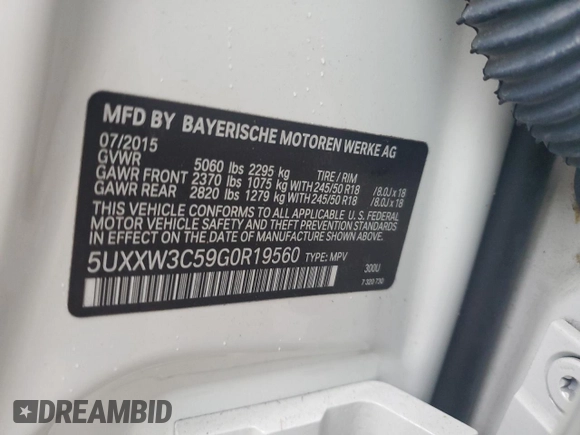 MFD BY BAYERISCHE MOTOREN WERKE AG
07/2015
GVWR 5060 lbs 2295 kg TIRE / RIM
GAWR FRONT 2370 lbs 1075 kg WITH 245/50 R18 /8.0J x 18
GAWR REAR 2820 lbs 1279 kg WITH 245/50 R18 /8.0J x 18
THIS VEHICLE CONFORMS TO ALL APPLICABLE U.S. FEDERAL
MOTOR VEHICLE SAFETY AND THEFT PREVENTION STANDARDS
IN EFFECT ON THE DATE OF MANUFACTURE SHOWN ABOVE.
5UXXW3C59G0R19560 TYPE: MPV 300U
7 320 730
DREAMBID